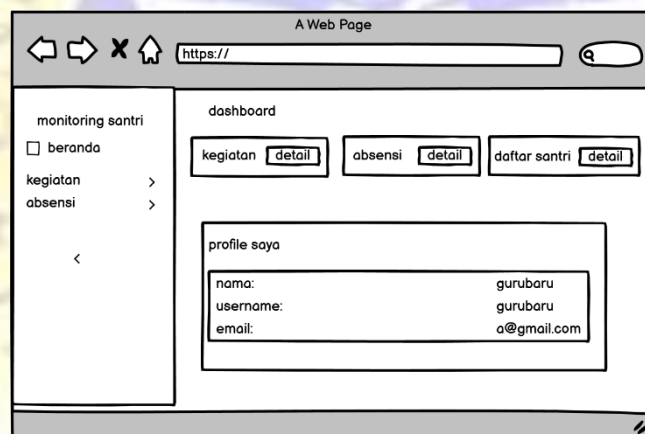 A Web Page
https://
monitoring santri
beranda
kegiatan >
absensi >
<
dashboard
kegiatan detail
absensi detail
daftar santri detail
profile saya
nama: gurubaru
username: gurubaru
email: a@gmail.com